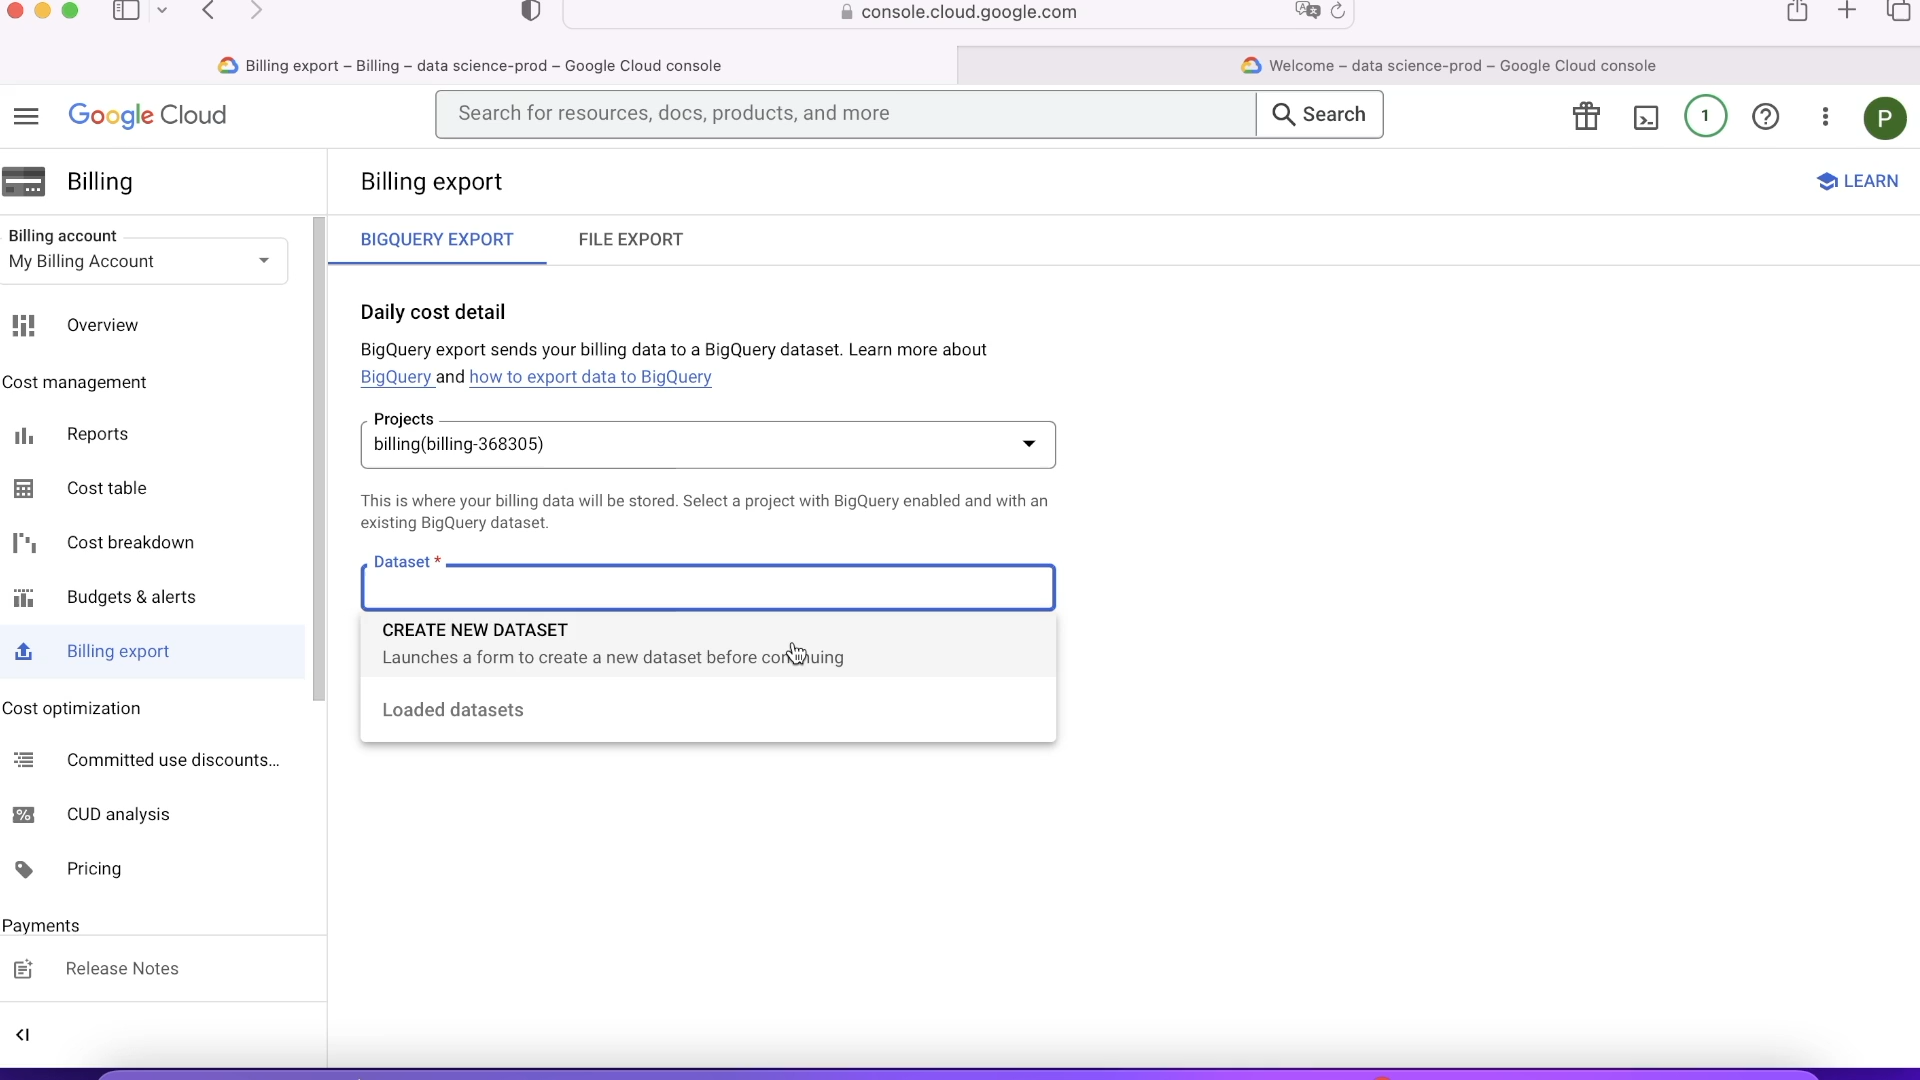 console.cloud.google.com
Billing export – Billing – data science-prod – Google Cloud console
Welcome – data science-prod – Google Cloud console
Google Cloud
Search for resources, docs, products, and more
Search
1
P
Billing
Billing export
LEARN
Billing account
My Billing Account
Overview
Cost management
Reports
Cost table
Cost breakdown
Budgets & alerts
Billing export
Cost optimization
Committed use discounts...
CUD analysis
Pricing
Payments
Release Notes
BIGQUERY EXPORT
FILE EXPORT
Daily cost detail
BigQuery export sends your billing data to a BigQuery dataset. Learn more about
BigQuery and how to export data to BigQuery
Projects
billing(billing-368305)
This is where your billing data will be stored. Select a project with BigQuery enabled and with an
existing BigQuery dataset.
Dataset *
CREATE NEW DATASET
Launches a form to create a new dataset before continuing
Loaded datasets